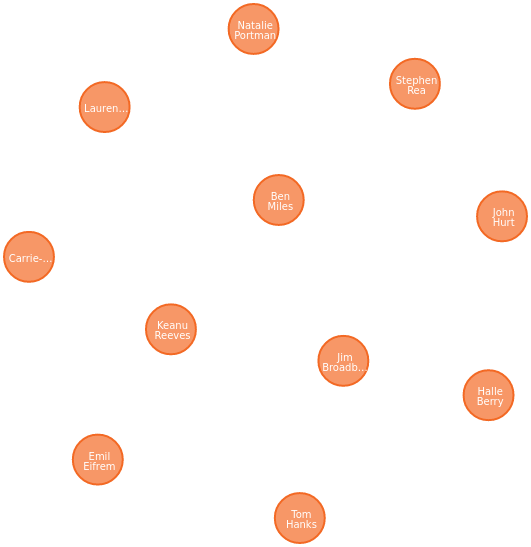 Natalie
Portman
Stephen
Rea
Lauren...
Ben
Miles
John
Hurt
Carrie-...
Keanu
Reeves
Jim
Broadb...
Halle
Berry
Emil
Eifrem
Tom
Hanks